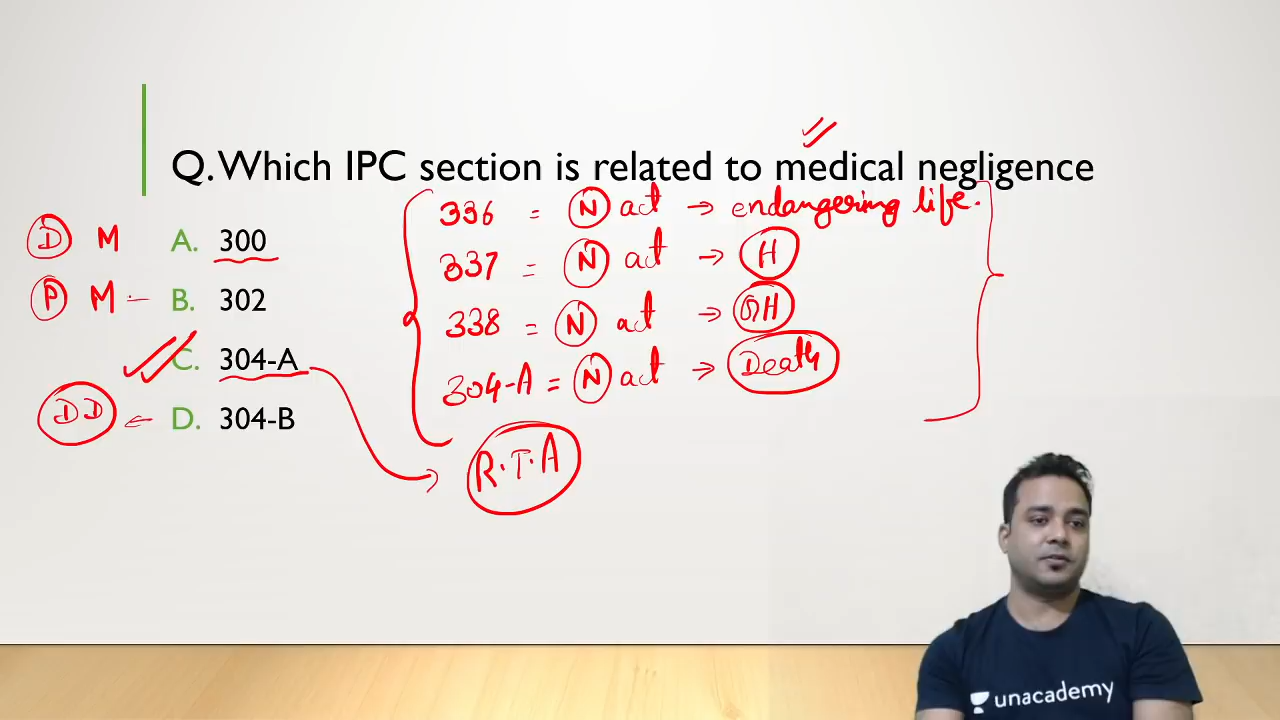 Q. Which IPC section is related to medical negligence
336 = N act → endangering life.
D M A. 300
337 = N act → H
P M - B. 302
338 = N act → GH
C. 304-A
304-A = N act → Death
DD ← D. 304-B
R.T.A
unacademy